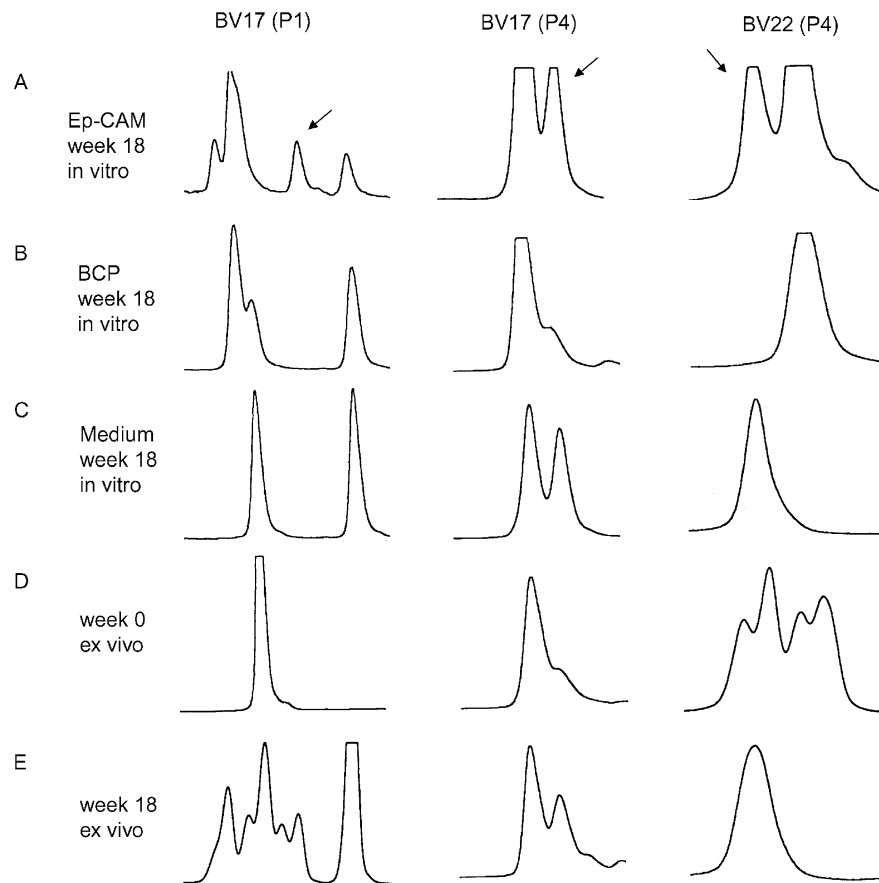 BV17 (P1) BV17 (P4) BV22 (P4)
A
Ep-CAM
week 18
in vitro
B
BCP
week 18
in vitro
C
Medium
week 18
in vitro
D
week 0
ex vivo
E
week 18
ex vivo